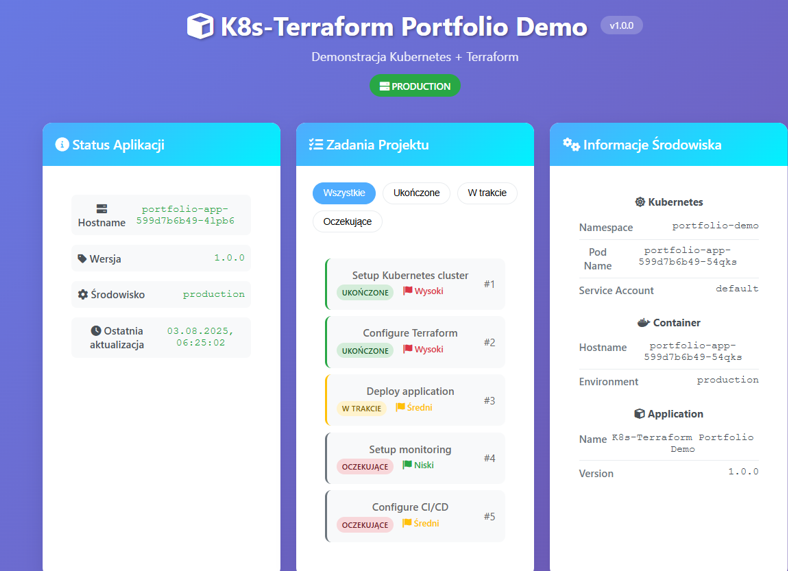 K8s-Terraform Portfolio Demo v1.0.0
Demonstracja Kubernetes + Terraform
PRODUCTION
Status Aplikacji
Hostname
portfolio-app-
599d7b6b49-4lpb6
Wersja
1.0.0
Środowisko
production
Ostatnia
aktualizacja
03.08.2025,
06:25:02
Zadania Projektu
Wszystkie Ukończone W trakcie
Oczekujące
Setup Kubernetes cluster
UKOŃCZONE Wysoki
#1
Configure Terraform
UKOŃCZONE Wysoki
#2
Deploy application
W TRAKCIE Średni
#3
Setup monitoring
OCZEKUJĄCE Niski
#4
Configure CI/CD
OCZEKUJĄCE Średni
#5
Informacje Środowiska
Kubernetes
Namespace
portfolio-demo
Pod
Name
portfolio-app-
599d7b6b49-54qks
Service Account
default
Container
Hostname
portfolio-app-
599d7b6b49-54qks
Environment
production
Application
Name
K8s-Terraform Portfolio
Demo
Version
1.0.0